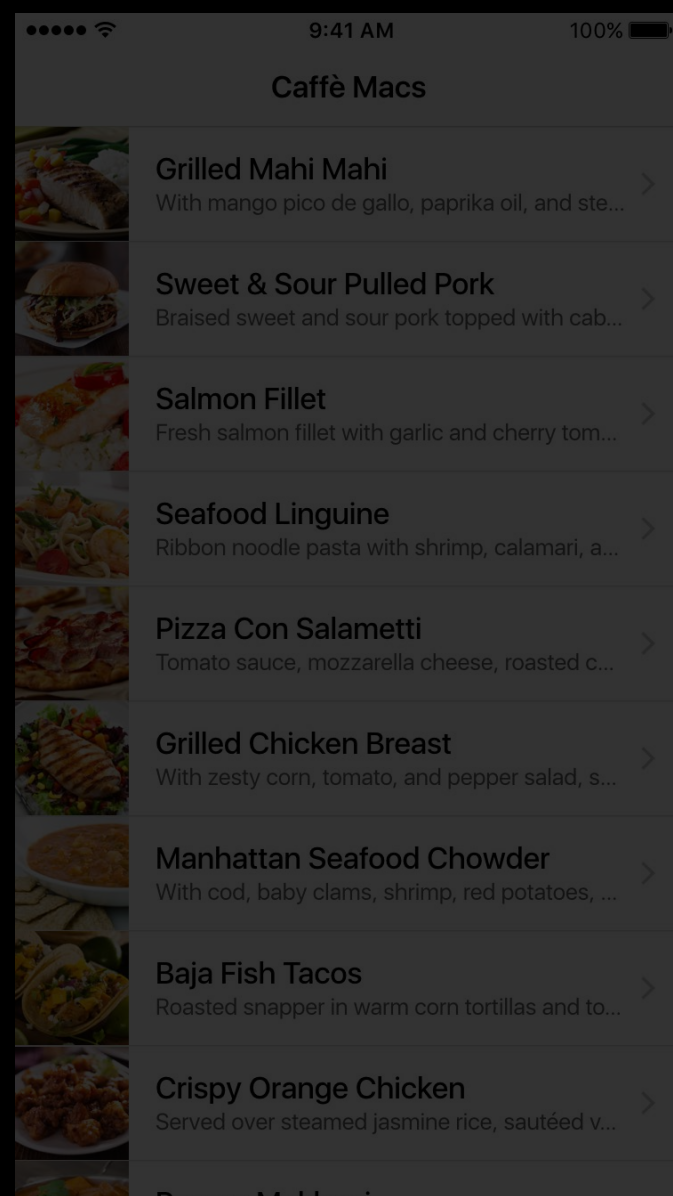 9:41 AM 100%
Caffè Macs
Grilled Mahi Mahi
With mango pico de gallo, paprika oil, and ste...
Sweet & Sour Pulled Pork
Braised sweet and sour pork topped with cab...
Salmon Fillet
Fresh salmon fillet with garlic and cherry tom...
Seafood Linguine
Ribbon noodle pasta with shrimp, calamari, a...
Pizza Con Salametti
Tomato sauce, mozzarella cheese, roasted c...
Grilled Chicken Breast
With zesty corn, tomato, and pepper salad, s...
Manhattan Seafood Chowder
With cod, baby clams, shrimp, red potatoes, ...
Baja Fish Tacos
Roasted snapper in warm corn tortillas and to...
Crispy Orange Chicken
Served over steamed jasmine rice, sautéed v...